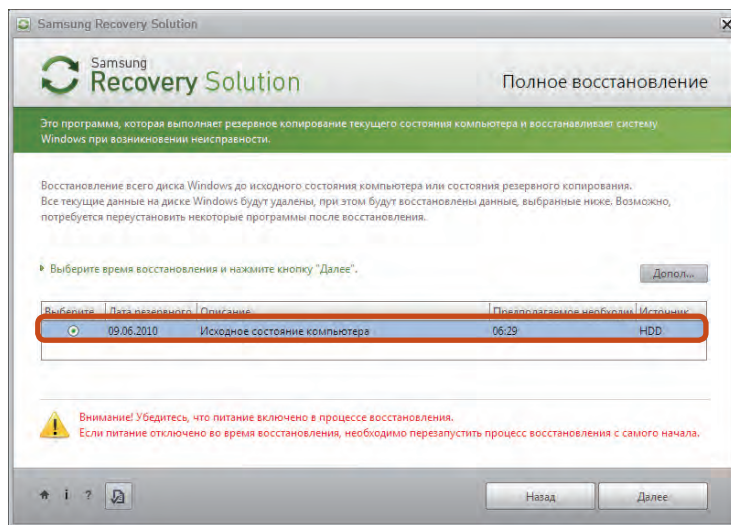 Samsung Recovery Solution
Samsung
Recovery Solution
Полное восстановление
Это программа, которая выполняет резервное копирование текущего состояния компьютера и восстанавливает систему
Windows при возникновении неисправности.
Восстановление всего диска Windows до исходного состояния компьютера или состояния резервного копирования.
Все текущие данные на диске Windows будут удалены, при этом будут восстановлены данные, выбранные ниже. Возможно,
потребуется переустановить некоторые программы после восстановления.
Выберите время восстановления и нажмите кнопку "Далее".
Допол...
Выберите Дата резервного Описание Предполагаемое необходим Источник
09.06.2010 Исходное состояние компьютера 06:29 HDD
Внимание! Убедитесь, что питание включено в процессе восстановления.
Если питание отключено во время восстановления, необходимо перезапустить процесс восстановления с самого начала.
i ?
Назад
Далее